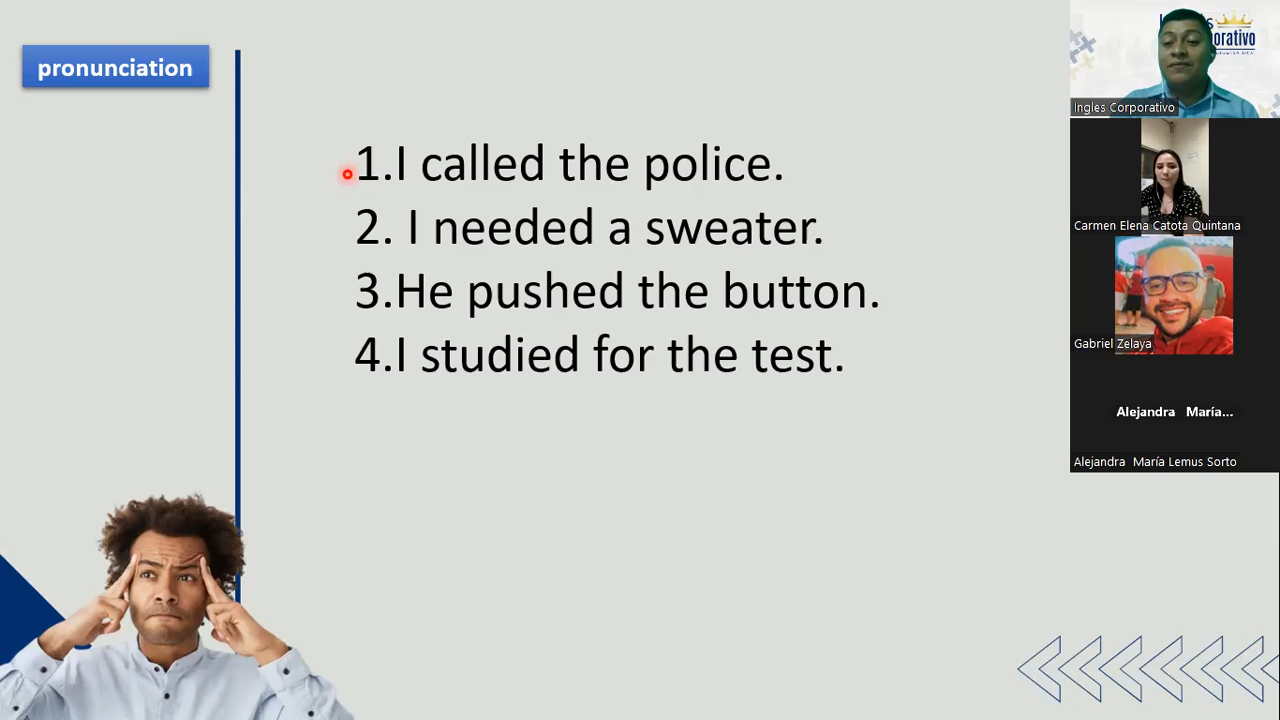 pronunciation
1.I called the police.
2. I needed a sweater.
3.He pushed the button.
4.I studied for the test.
Ingles Corporativo
Carmen Elena Catota Quintana
Gabriel Zelaya
Alejandra María...
Alejandra María Lemus Sorto